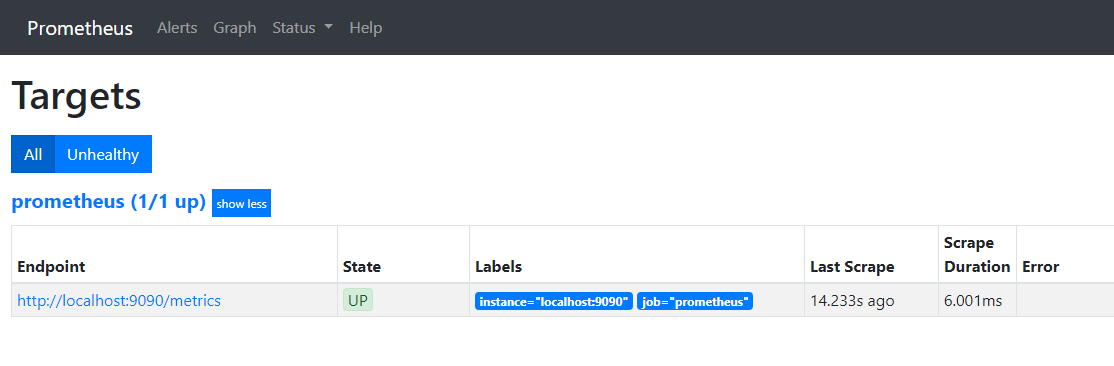 Prometheus Alerts Graph Status Help
Targets
All Unhealthy
prometheus (1/1 up) show less
Endpoint State Labels Last Scrape Scrape Duration Error
http://localhost:9090/metrics UP instance="localhost:9090" job="prometheus" 14.233s ago 6.001ms